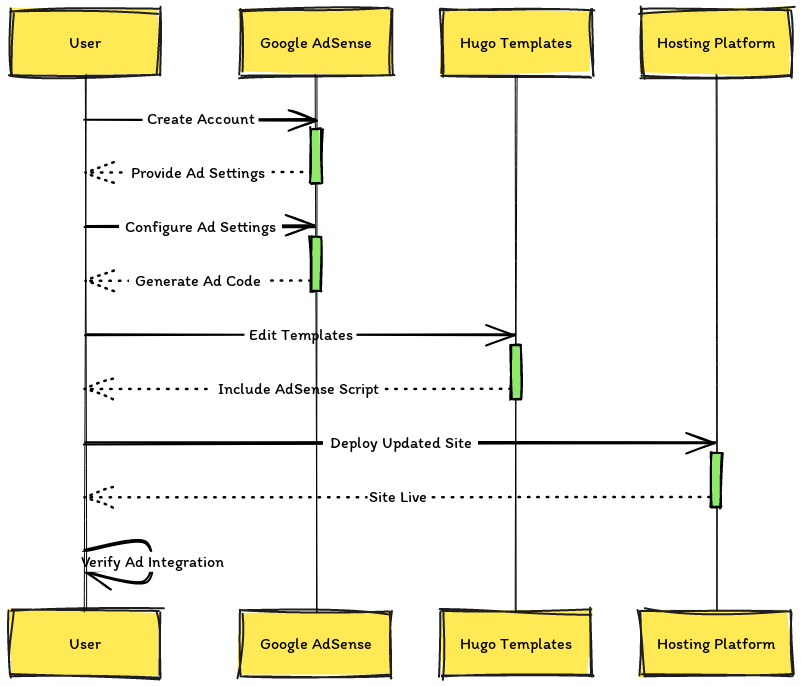 User
Google AdSense
Hugo Templates
Hosting Platform
Create Account
Provide Ad Settings
Configure Ad Settings
Generate Ad Code
Edit Templates
Include AdSense Script
Deploy Updated Site
Site Live
Verify Ad Integration
User
Google AdSense
Hugo Templates
Hosting Platform